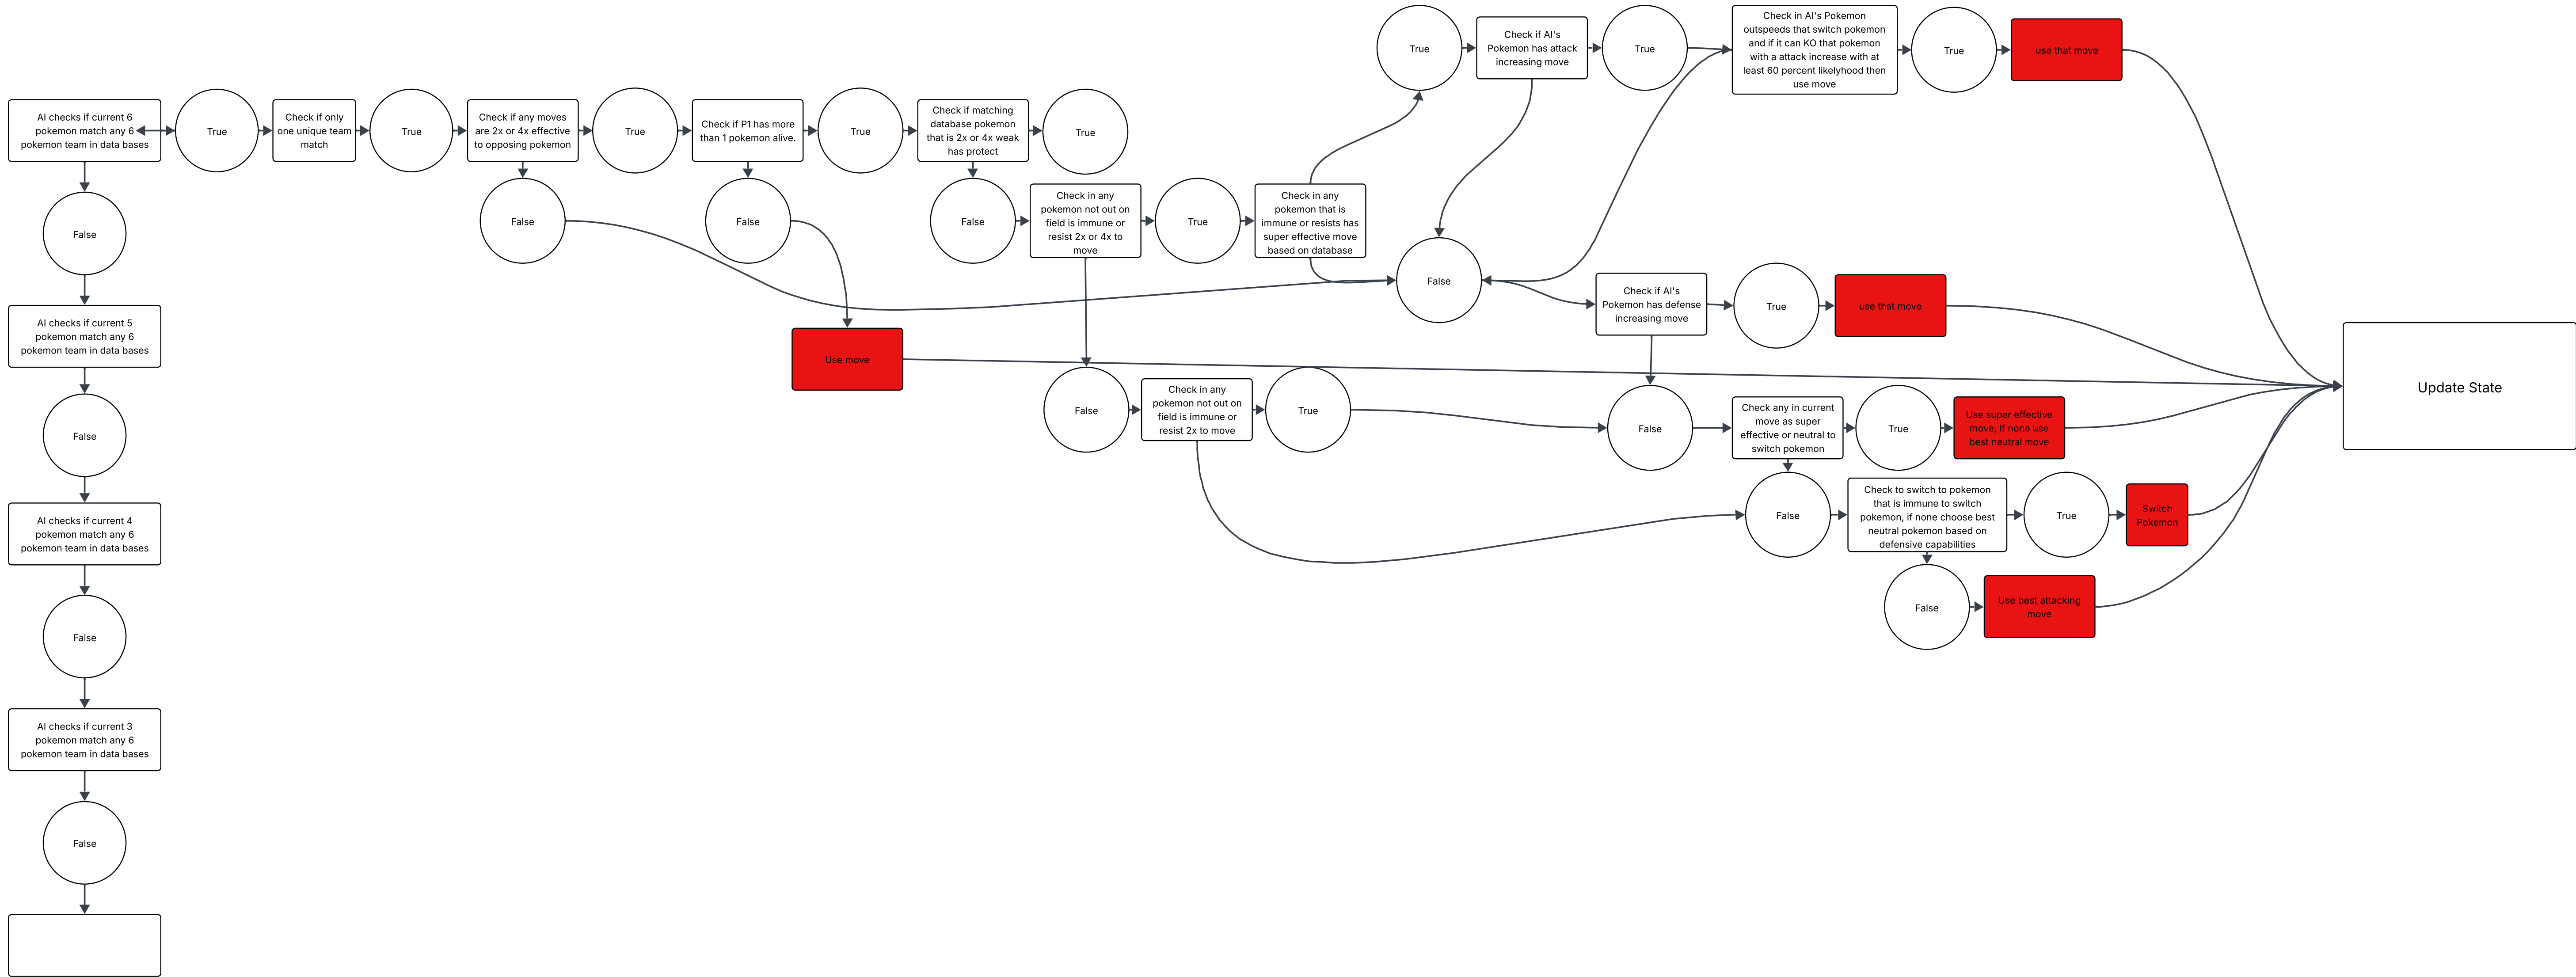 True
Check if AI's
Pokemon has attack
increasing move
True
Check in AI's Pokemon
outspeeds that switch pokemon
and if it can KO that pokemon
with a attack increase with at
least 60 percent likelyhood then
use move
True
use that move
AI checks if current 6
pokemon match any 6
pokemon team in data bases
True
Check if only
one unique team
match
True
Check if any moves
are 2x or 4x effective
to opposing pokemon
True
Check if P1 has more
than 1 pokemon alive.
True
Check if matching
database pokemon
that is 2x or 4x weak
has protect
True
False
False
False
False
Check in any
pokemon not out on
field is immune or
resist 2x or 4x to
move
True
Check in any
pokemon that is
immune or resists has
super effective move
based on database
False
Check if AI's
Pokemon has defense
increasing move
True
use that move
AI checks if current 5
pokemon match any 6
pokemon team in data bases
Use move
Update State
False
False
Check in any
pokemon not out on
field is immune or
resist 2x to move
True
False
Check any in current
move as super
effective or neutral to
switch pokemon
True
Use super effective
move, if none use
best neutral move
AI checks if current 4
pokemon match any 6
pokemon team in data bases
False
Check to switch to pokemon
that is immune to switch
pokemon, if none choose best
neutral pokemon based on
defensive capabilities
True
Switch
Pokemon
False
False
Use best attacking
move
AI checks if current 3
pokemon match any 6
pokemon team in data bases
False